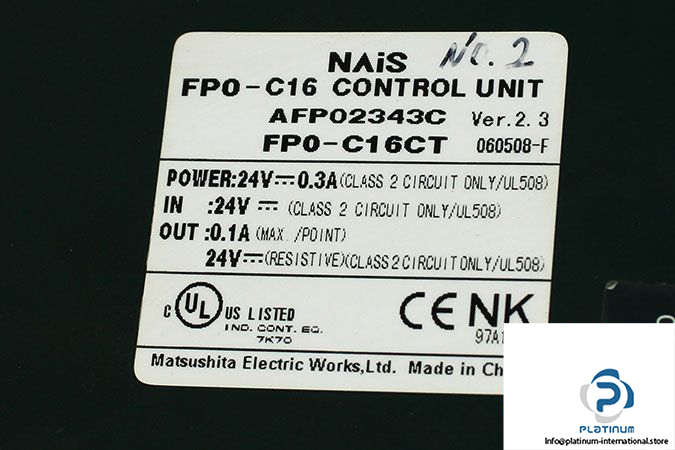 NAiS No. 2
FP0-C16 CONTROL UNIT
AFP02343C Ver.2.3
FP0-C16CT 060508-F
POWER:24V⎓0.3A(CLASS 2 CIRCUIT ONLY/UL508)
IN :24V⎓ (CLASS 2 CIRCUIT ONLY/UL508)
OUT :0.1A(MAX./POINT)
24V⎓(RESISTIVE)(CLASS 2 CIRCUIT ONLY/UL508)
C UL US LISTED
IND. CONT. EQ.
7K70
CE NK
97A1
Matsushita Electric Works,Ltd. Made in Ch
PLATINUM
Info@platinum-international.store